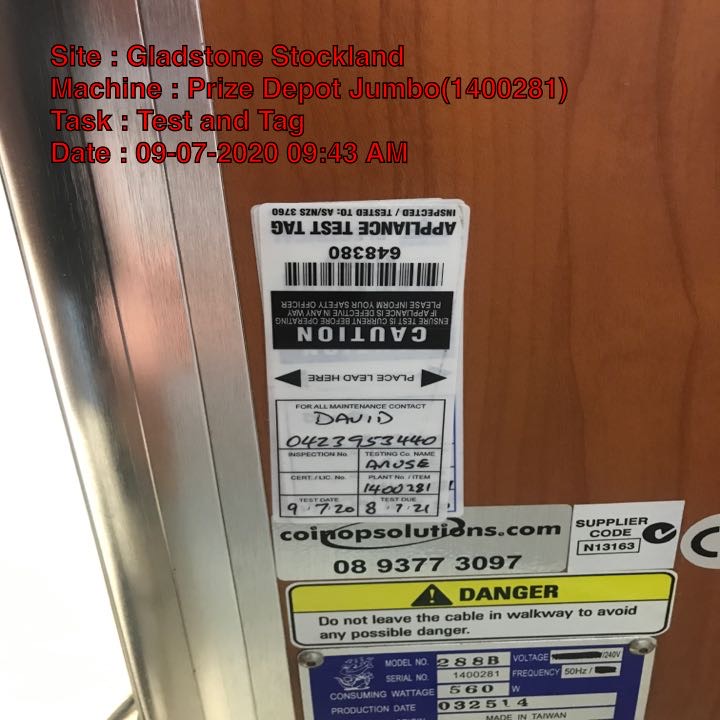 Site : Gladstone Stockland
Machine : Prize Depot Jumbo(1400281)
Task : Test and Tag
Date : 09-07-2020 09:43 AM
INSPECTED / TESTED TO: AS/NZS 3760
APPLIANCE TEST TAG
648380
PLEASE INFORM YOUR SAFETY OFFICER
IF APPLIANCE IS DEFECTIVE IN ANY WAY
ENSURE TEST IS CURRENT BEFORE OPERATING
CAUTION
PLACE LEAD HERE
FOR ALL MAINTENANCE CONTACT
DAVID
0423953440
INSPECTION No. TESTING Co. NAME
AMUSE
CERT. / LIC. No. PLANT No. / ITEM
1400281
TEST DATE TEST DUE
9.7.20 8.7.21
coinopsolutions.com
08 9377 3097
SUPPLIER
CODE
N13163
DANGER
Do not leave the cable in walkway to avoid
any possible danger.
MODEL NO. 288B VOLTAGE /240V
SERIAL NO. 1400281 FREQUENCY 50Hz /
CONSUMING WATTAGE 560 W
PRODUCTION DATE 032514
MADE IN TAIWAN